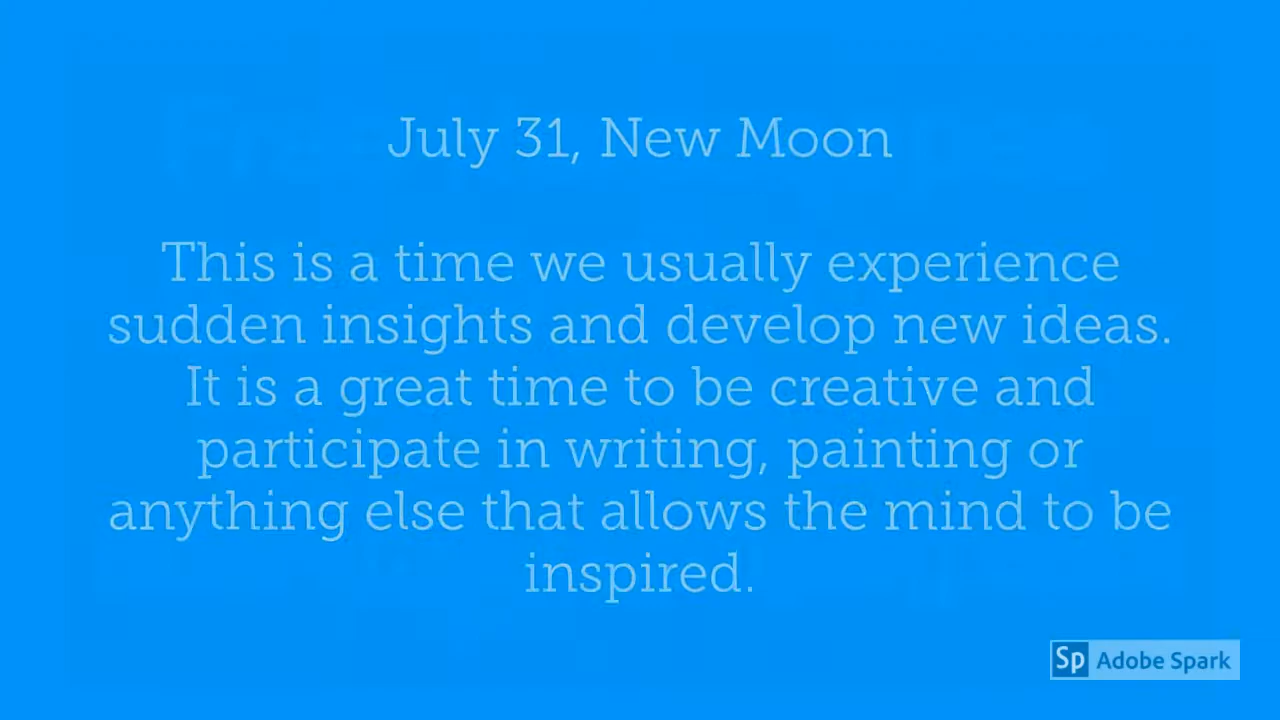 July 31, New Moon
This is a time we usually experience
sudden insights and develop new ideas.
It is a great time to be creative and
participate in writing, painting or
anything else that allows the mind to be
inspired.
Sp Adobe Spark